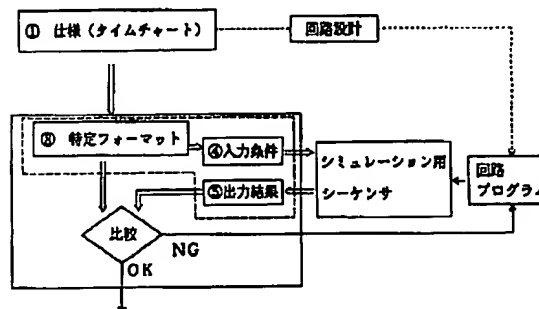 ① 仕様（タイムチャート）
回路設計
③ 特定フォーマット
④入力条件
シミュレーション用
シーケンサ
⑤出力結果
回路
プログラム
比較
NG
OK